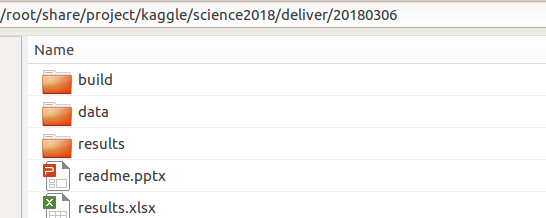 /root/share/project/kaggle/science2018/deliver/20180306
Name
build
data
results
readme.pptx
results.xlsx